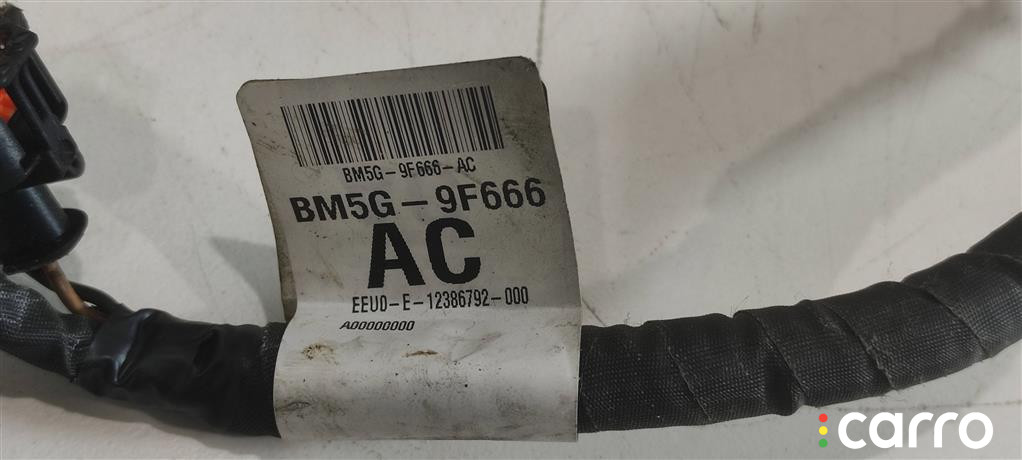 BM5G-9F666-AC
BM5G-9F666
AC
EEU0-E-12386792-000
A00000000
carro